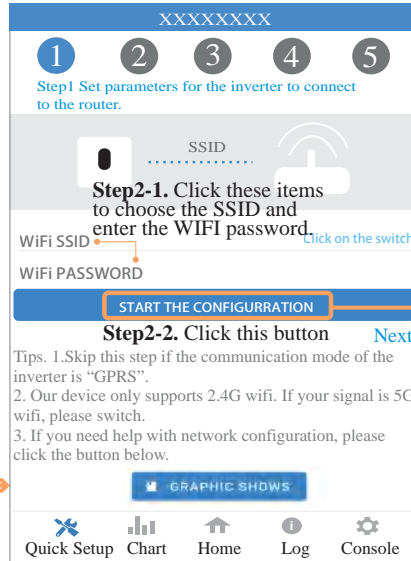 XXXXXXXXX
1 2 3 4 5
Step1 Set parameters for the inverter to connect
to the router.
SSID
Step2-1. Click these items
to choose the SSID and
enter the WIFI password.
WiFi SSID Click on the switch
WiFi PASSWORD
START THE CONFIGURRATION
Step2-2. Click this button Next
Tips. 1.Skip this step if the communication mode of the
inverter is “GPRS”.
2. Our device only supports 2.4G wifi. If your signal is 5G
wifi, please switch.
3. If you need help with network configuration, please
click the button below.
GRAPHIC SHOWS
Quick Setup Chart Home Log Console